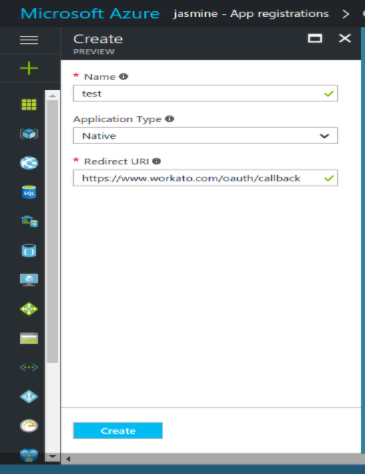 Microsoft Azure jasmine - App registrations >
Create
PREVIEW
* Name
test
Application Type
Native
* Redirect URI
https://www.workato.com/oauth/callback
SQL
Create